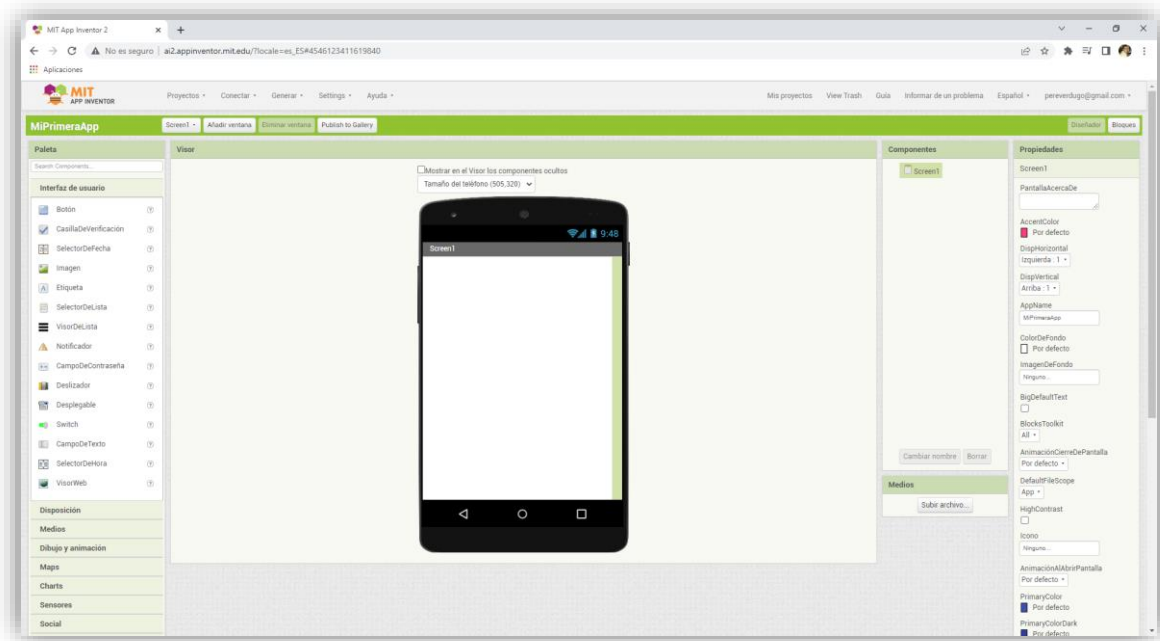 MIT App Inventor 2
No es seguro
ai2.appinventor.mit.edu/?locale=es_ES#4546123411619840
Aplicaciones
MIT
APP INVENTOR
Proyectos
Conectar
Generar
Settings
Ayuda
Mis proyectos
View Trash
Guía
Informar de un problema
Español
pereverdugo@gmail.com
MiPrimeraApp
Screen1
Añadir ventana
Eliminar ventana
Publish to Gallery
Diseñador
Bloques
Paleta
Search Components...
Interfaz de usuario
Botón
CasillaDeVerificación
SelectorDeFecha
Imagen
Etiqueta
SelectorDeLista
VisorDeLista
Notificador
CampoDeContraseña
Deslizador
Desplegable
Switch
CampoDeTexto
SelectorDeHora
VisorWeb
Disposición
Medios
Dibujo y animación
Maps
Charts
Sensores
Social
Visor
Mostrar en el Visor los componentes ocultos
Tamaño del teléfono (505,320)
9:48
Screen1
Componentes
Screen1
Cambiar nombre
Borrar
Medios
Subir archivo...
Propiedades
Screen1
PantallaAcercaDe
AccentColor
Por defecto
DispHorizontal
Izquierda : 1
DispVertical
Arriba : 1
AppName
MiPrimeraApp
ColorDeFondo
Por defecto
ImagenDeFondo
Ninguno...
BigDefaultText
BlocksToolkit
All
AnimaciónCierreDePantalla
Por defecto
DefaultFileScope
App
HighContrast
Icono
Ninguno...
AnimaciónAlAbrirPantalla
Por defecto
PrimaryColor
Por defecto
PrimaryColorDark
Por defecto